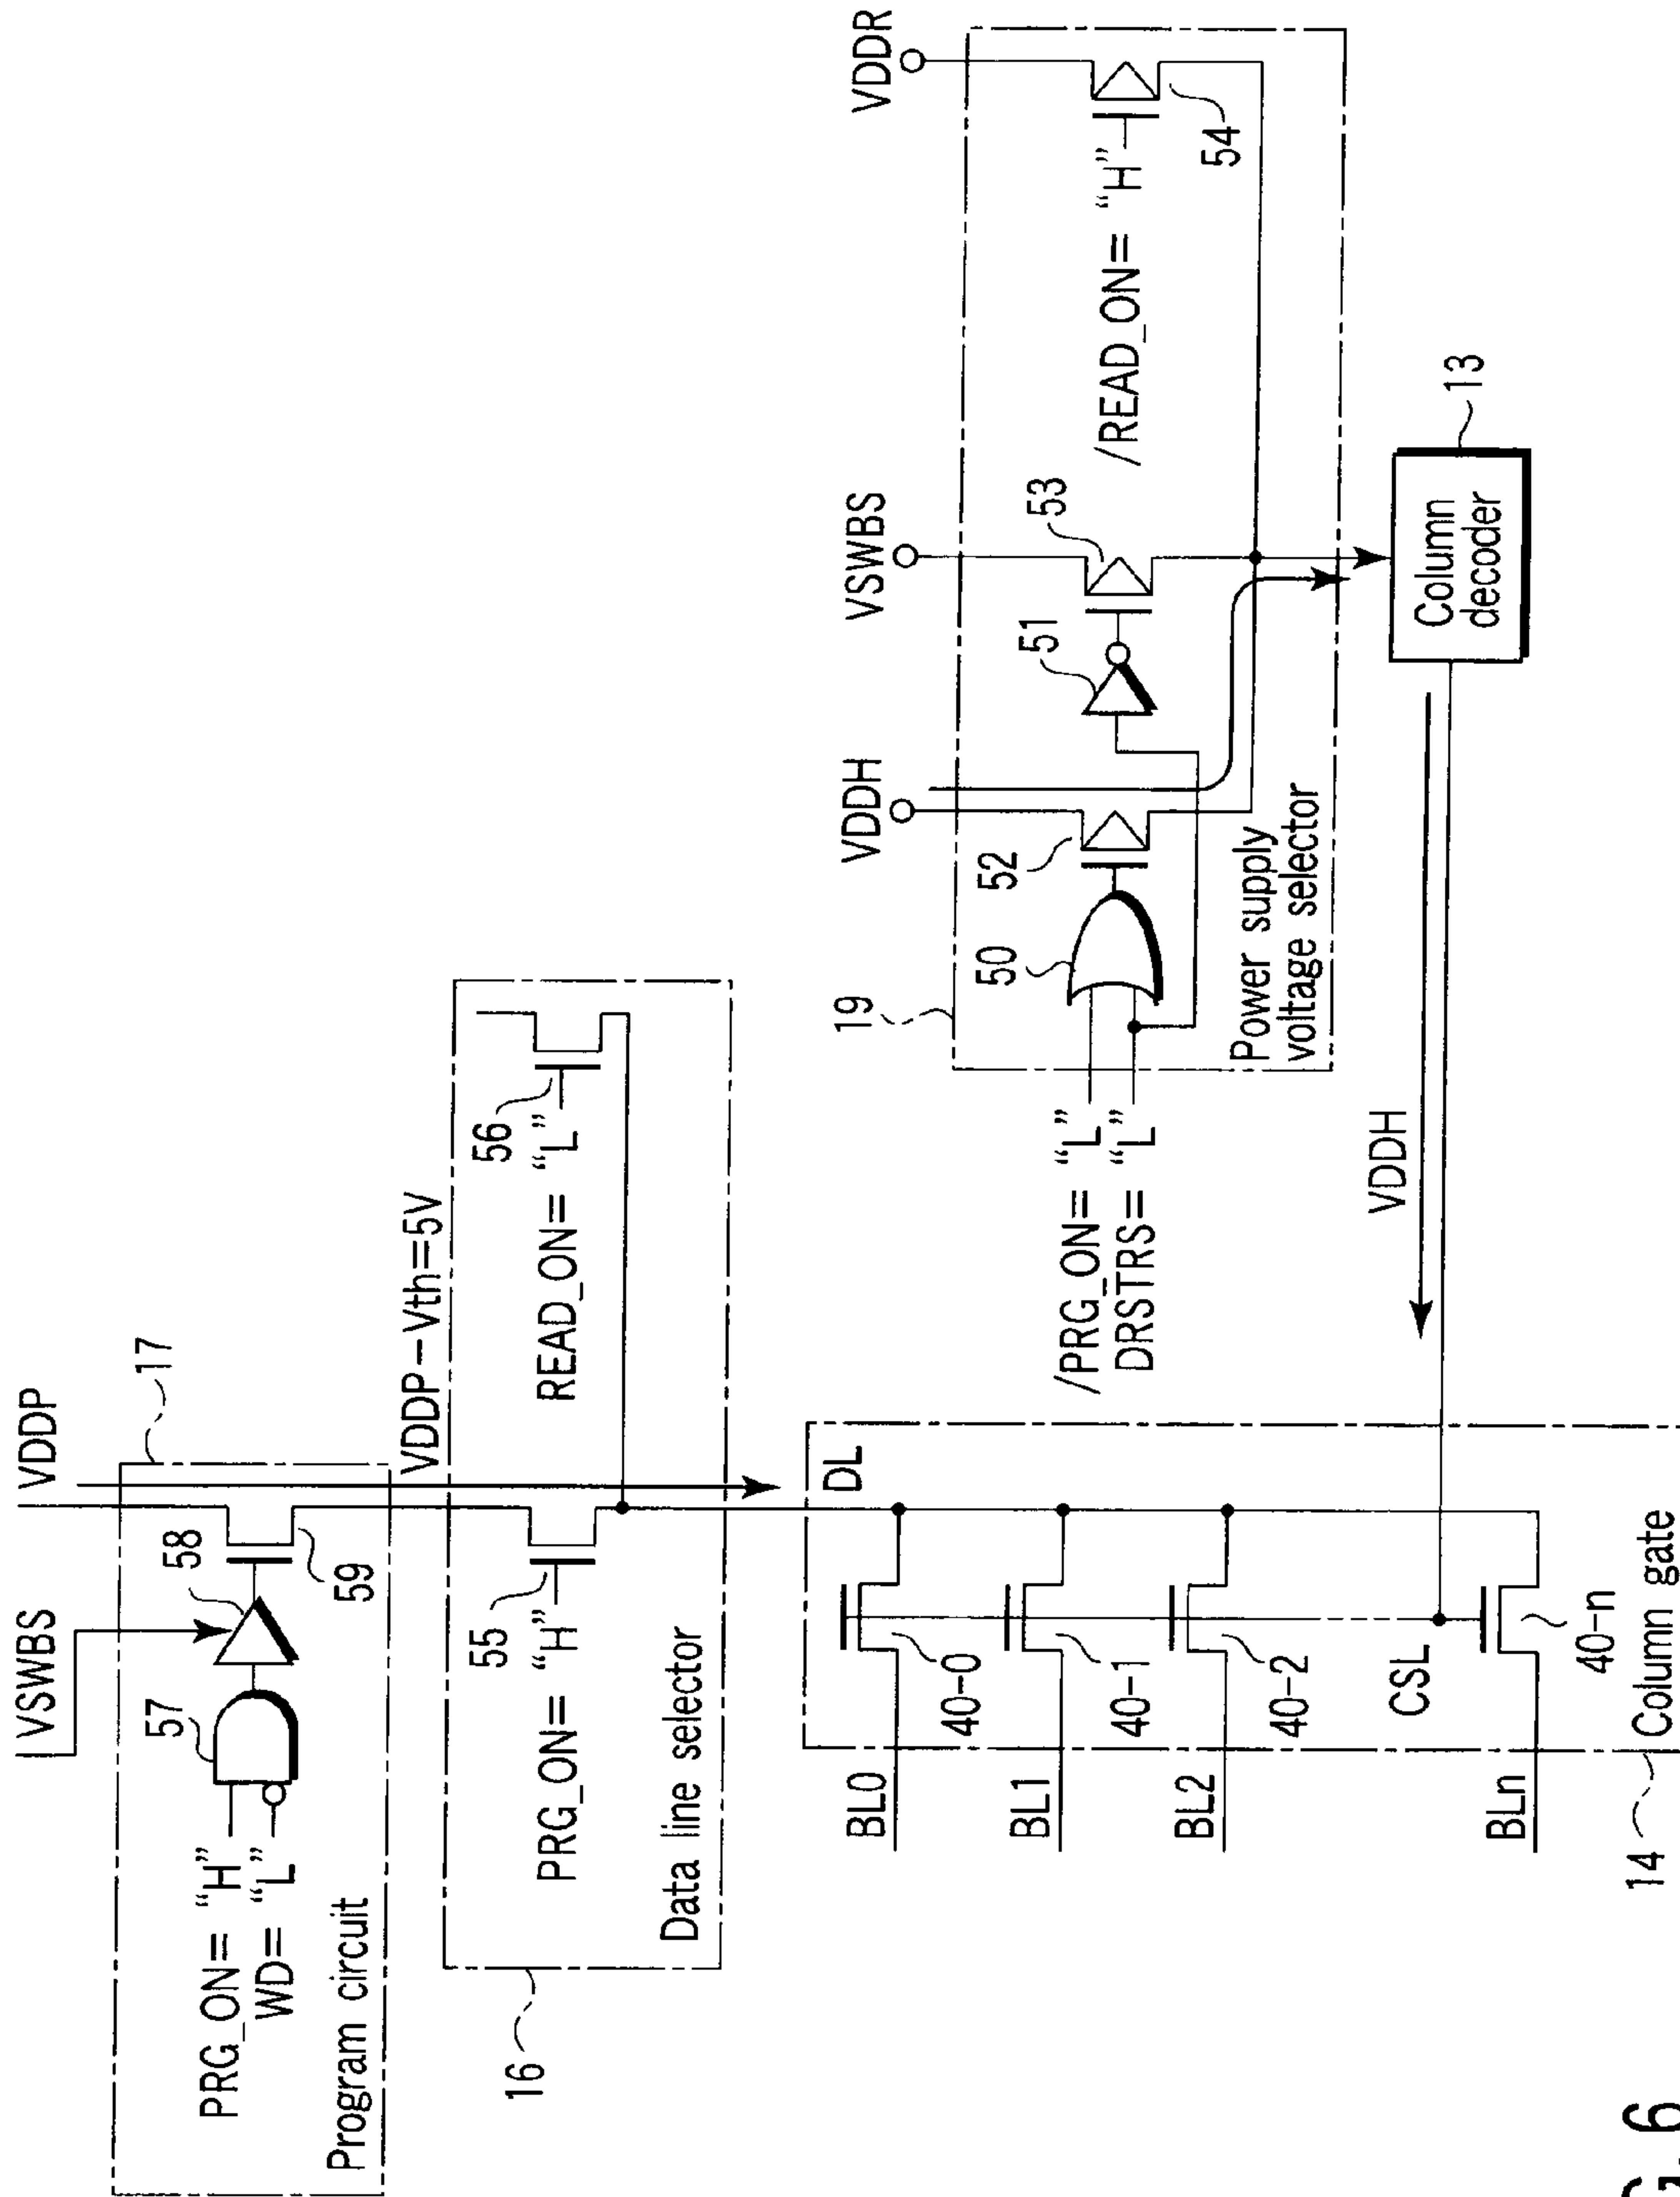 VSWBS
VDDP
17
57
58
59
PRG_ON= “H”
WD= “L”
Program circuit
VDDP−Vth=5V
16
55
PRG_ON= “H”
56
READ_ON= “L”
Data line selector
DL
BL0
BL1
BL2
BLn
40-0
40-1
40-2
40-n
CSL
14
Column gate
VDDH
VSWBS
VDDR
19
50
51
52
53
54
/READ_ON= “H”
/PRG_ON= “L”
DRSTRS= “L”
Power supply
voltage selector
VDDH
Column
decoder
13
G. 6